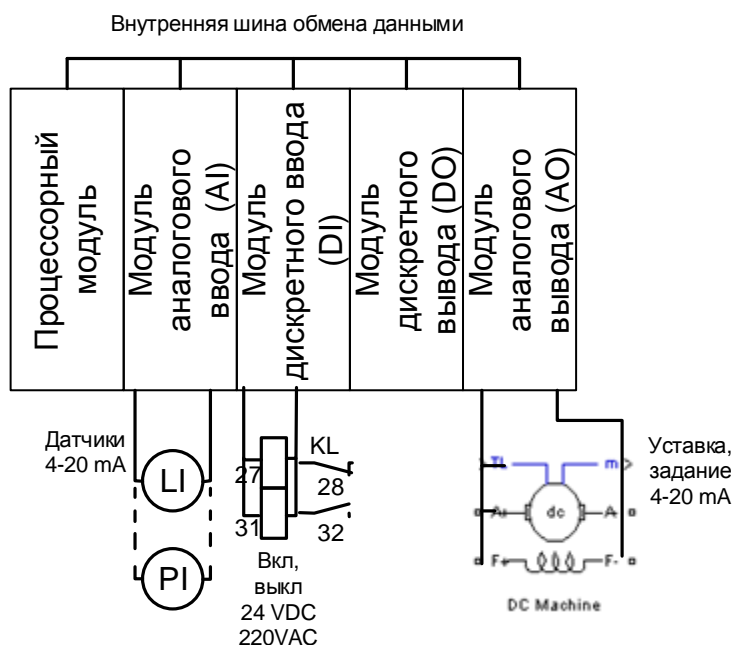 Внутренняя шина обмена данными
Процессорный
модуль
Модуль
аналогового
ввода (AI)
Модуль
дискретного ввода
(DI)
Модуль
дискретного
вывода (DO)
Модуль
аналогового
вывода (AO)
Датчики
4-20 mA
LI
PI
27
KL
28
31
32
Вкл,
выкл
24 VDC
220VAC
TL
m
A+
dc
A-
F+
F-
DC Machine
Уставка,
задание
4-20 mA